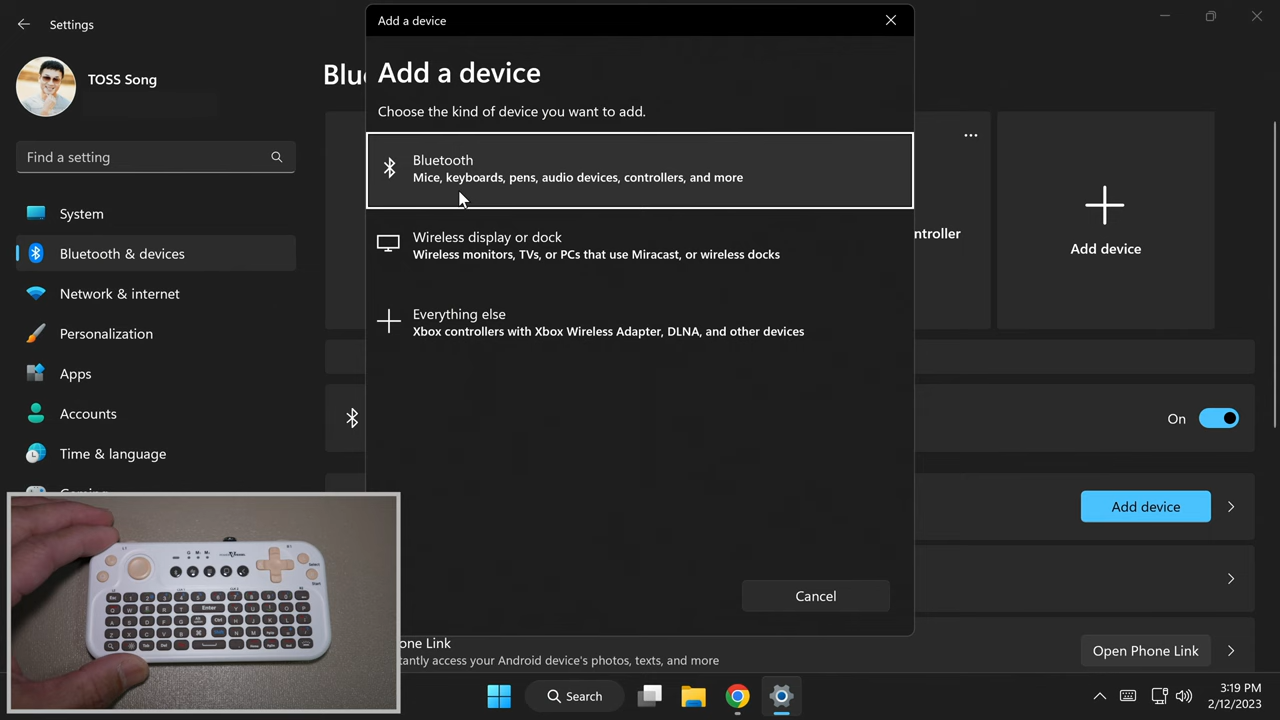 Settings
TOSS Song
Find a setting
System
Bluetooth & devices
Network & internet
Personalization
Apps
Accounts
Time & language
Blu
Add a device
Add a device
Choose the kind of device you want to add.
Bluetooth
Mice, keyboards, pens, audio devices, controllers, and more
Wireless display or dock
Wireless monitors, TVs, or PCs that use Miracast, or wireless docks
Everything else
Xbox controllers with Xbox Wireless Adapter, DLNA, and other devices
Cancel
ntroller
Add device
On
Add device
one Link
tantly access your Android device's photos, texts, and more
Open Phone Link
Enter
Search
3:19 PM
2/12/2023